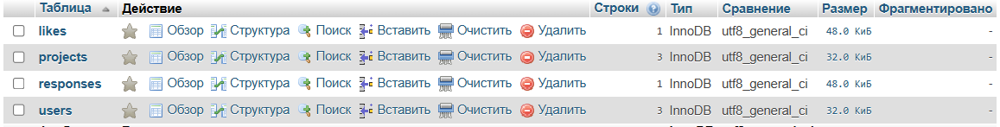 Таблица Действие Строки Тип Сравнение Размер Фрагментировано
likes Обзор Структура Поиск Вставить Очистить Удалить 1 InnoDB utf8_general_ci 48.0 КиБ -
projects Обзор Структура Поиск Вставить Очистить Удалить 3 InnoDB utf8_general_ci 32.0 КиБ -
responses Обзор Структура Поиск Вставить Очистить Удалить 1 InnoDB utf8_general_ci 48.0 КиБ -
users Обзор Структура Поиск Вставить Очистить Удалить 3 InnoDB utf8_general_ci 32.0 КиБ -